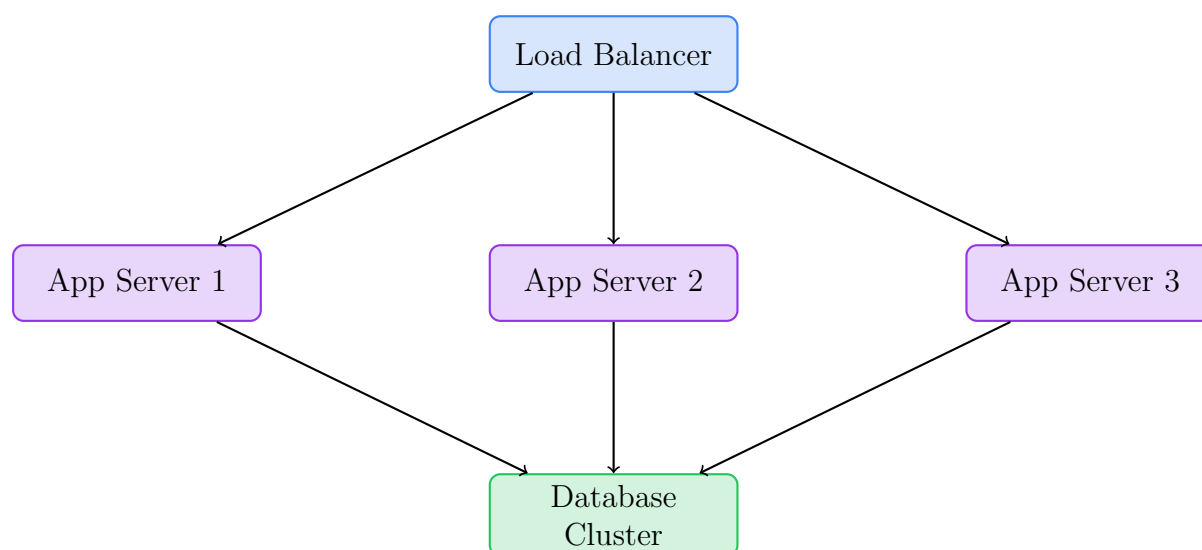 Load Balancer
App Server 1
App Server 2
App Server 3
Database
Cluster